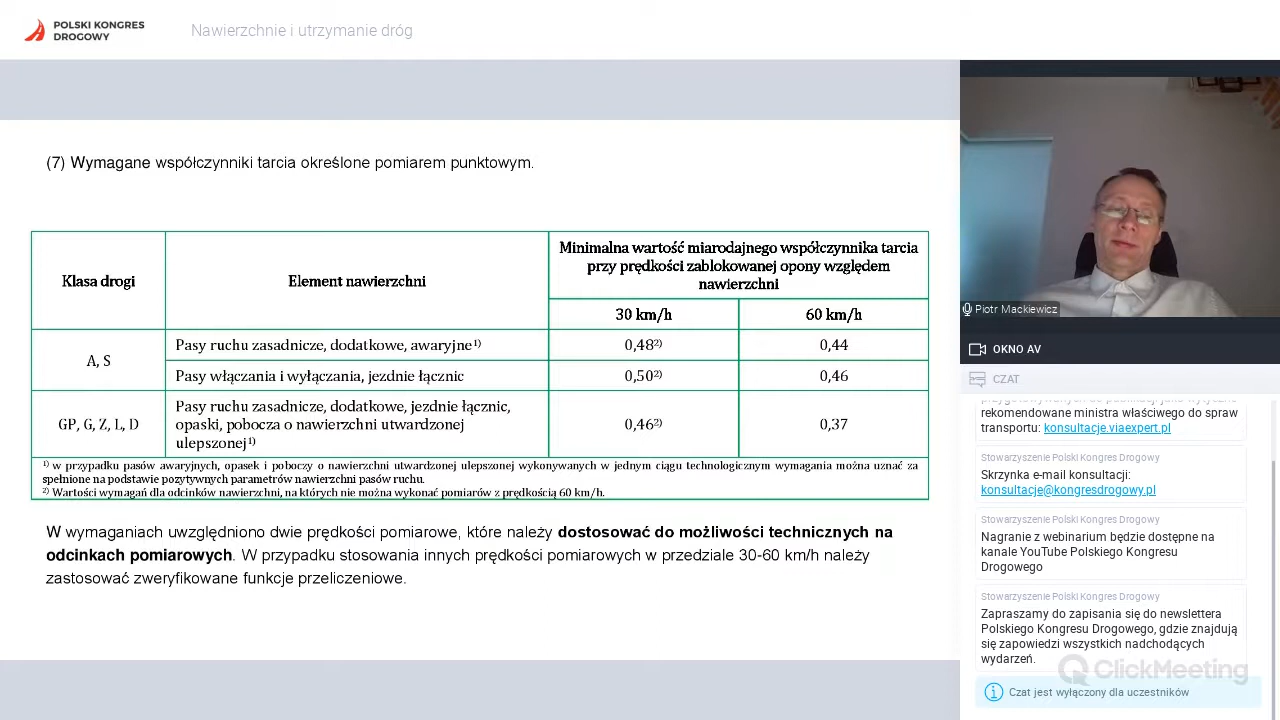 POLSKI KONGRES
DROGOWY
Nawierzchnie i utrzymanie dróg
(7) Wymagane współczynniki tarcia określone pomiarem punktowym.
Klasa drogi
Element nawierzchni
Minimalna wartość miarodajnego współczynnika tarcia
przy prędkości zablokowanej opony względem
nawierzchni
30 km/h
60 km/h
A, S
Pasy ruchu zasadnicze, dodatkowe, awaryjne¹⁾
0,48²⁾
0,44
Pasy włączania i wyłączania, jezdnie łącznic
0,50²⁾
0,46
GP, G, Z, L, D
Pasy ruchu zasadnicze, dodatkowe, jezdnie łącznic,
opaski, pobocza o nawierzchni utwardzonej
ulepszonej¹⁾
0,46²⁾
0,37
¹⁾ w przypadku pasów awaryjnych, opasek i poboczy o nawierzchni utwardzonej ulepszonej wykonywanych w jednym ciągu technologicznym wymagania można uznać za
spełnione na podstawie pozytywnych parametrów nawierzchni pasów ruchu.
²⁾ Wartości wymagań dla odcinków nawierzchni, na których nie można wykonać pomiarów z prędkością 60 km/h.
W wymaganiach uwzględniono dwie prędkości pomiarowe, które należy dostosować do możliwości technicznych na
odcinkach pomiarowych. W przypadku stosowania innych prędkości pomiarowych w przedziale 30-60 km/h należy
zastosować zweryfikowane funkcje przeliczeniowe.
Piotr Mackiewicz
OKNO AV
CZAT
rekomendowane ministra właściwego do spraw
transportu: konsultacje.viaexpert.pl
Stowarzyszenie Polski Kongres Drogowy
Skrzynka e-mail konsultacji:
konsultacje@kongresdrogowy.pl
Stowarzyszenie Polski Kongres Drogowy
Nagranie z webinarium będzie dostępne na
kanale YouTube Polskiego Kongresu
Drogowego
Stowarzyszenie Polski Kongres Drogowy
Zapraszamy do zapisania się do newslettera
Polskiego Kongresu Drogowego, gdzie znajdują
się zapowiedzi wszystkich nadchodzących
wydarzeń.
ClickMeeting
Czat jest wyłączony dla uczestników